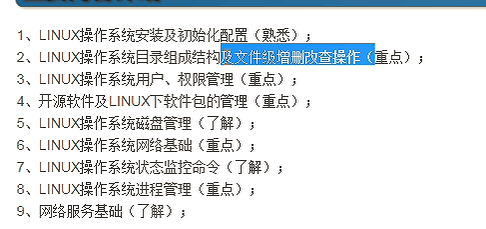 1、LINUX操作系统安装及初始化配置（熟悉）；
2、LINUX操作系统目录组成结构及文件级增删改查操作（重点）；
3、LINUX操作系统用户、权限管理（重点）；
4、开源软件及LINUX下软件包的管理（重点）；
5、LINUX操作系统磁盘管理（了解）；
6、LINUX操作系统网络基础（重点）；
7、LINUX操作系统状态监控命令（了解）；
8、LINUX操作系统进程管理（重点）；
9、网络服务基础（了解）；